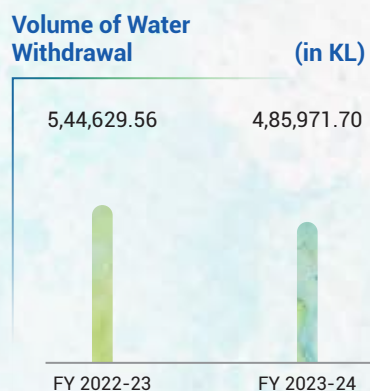 Volume of Water
Withdrawal (in KL)
5,44,629.56 4,85,971.70
FY 2022-23 FY 2023-24